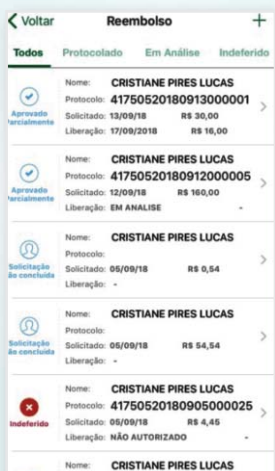 Voltar Reembolso +
Todos Protocolado Em Análise Indeferido
Nome: CRISTIANE PIRES LUCAS
Protocolo: 41750520180913000001
Solicitado: 13/09/18 R$ 30,00
Liberação: 17/09/2018 R$ 16,00
Aprovado
Parcialmente
Nome: CRISTIANE PIRES LUCAS
Protocolo: 41750520180912000005
Solicitado: 12/09/18 R$ 160,00
Liberação: EM ANALISE -
Aprovado
Parcialmente
Nome: CRISTIANE PIRES LUCAS
Protocolo:
Solicitado: 05/09/18 R$ 0,54
Liberação: -
Solicitação
não concluída
Nome: CRISTIANE PIRES LUCAS
Protocolo:
Solicitado: 05/09/18 R$ 54,54
Liberação: -
Solicitação
não concluída
Nome: CRISTIANE PIRES LUCAS
Protocolo: 41750520180905000025
Solicitado: 05/09/18 R$ 4,45
Liberação: NÃO AUTORIZADO -
Indeferido
Nome: CRISTIANE PIRES LUCAS